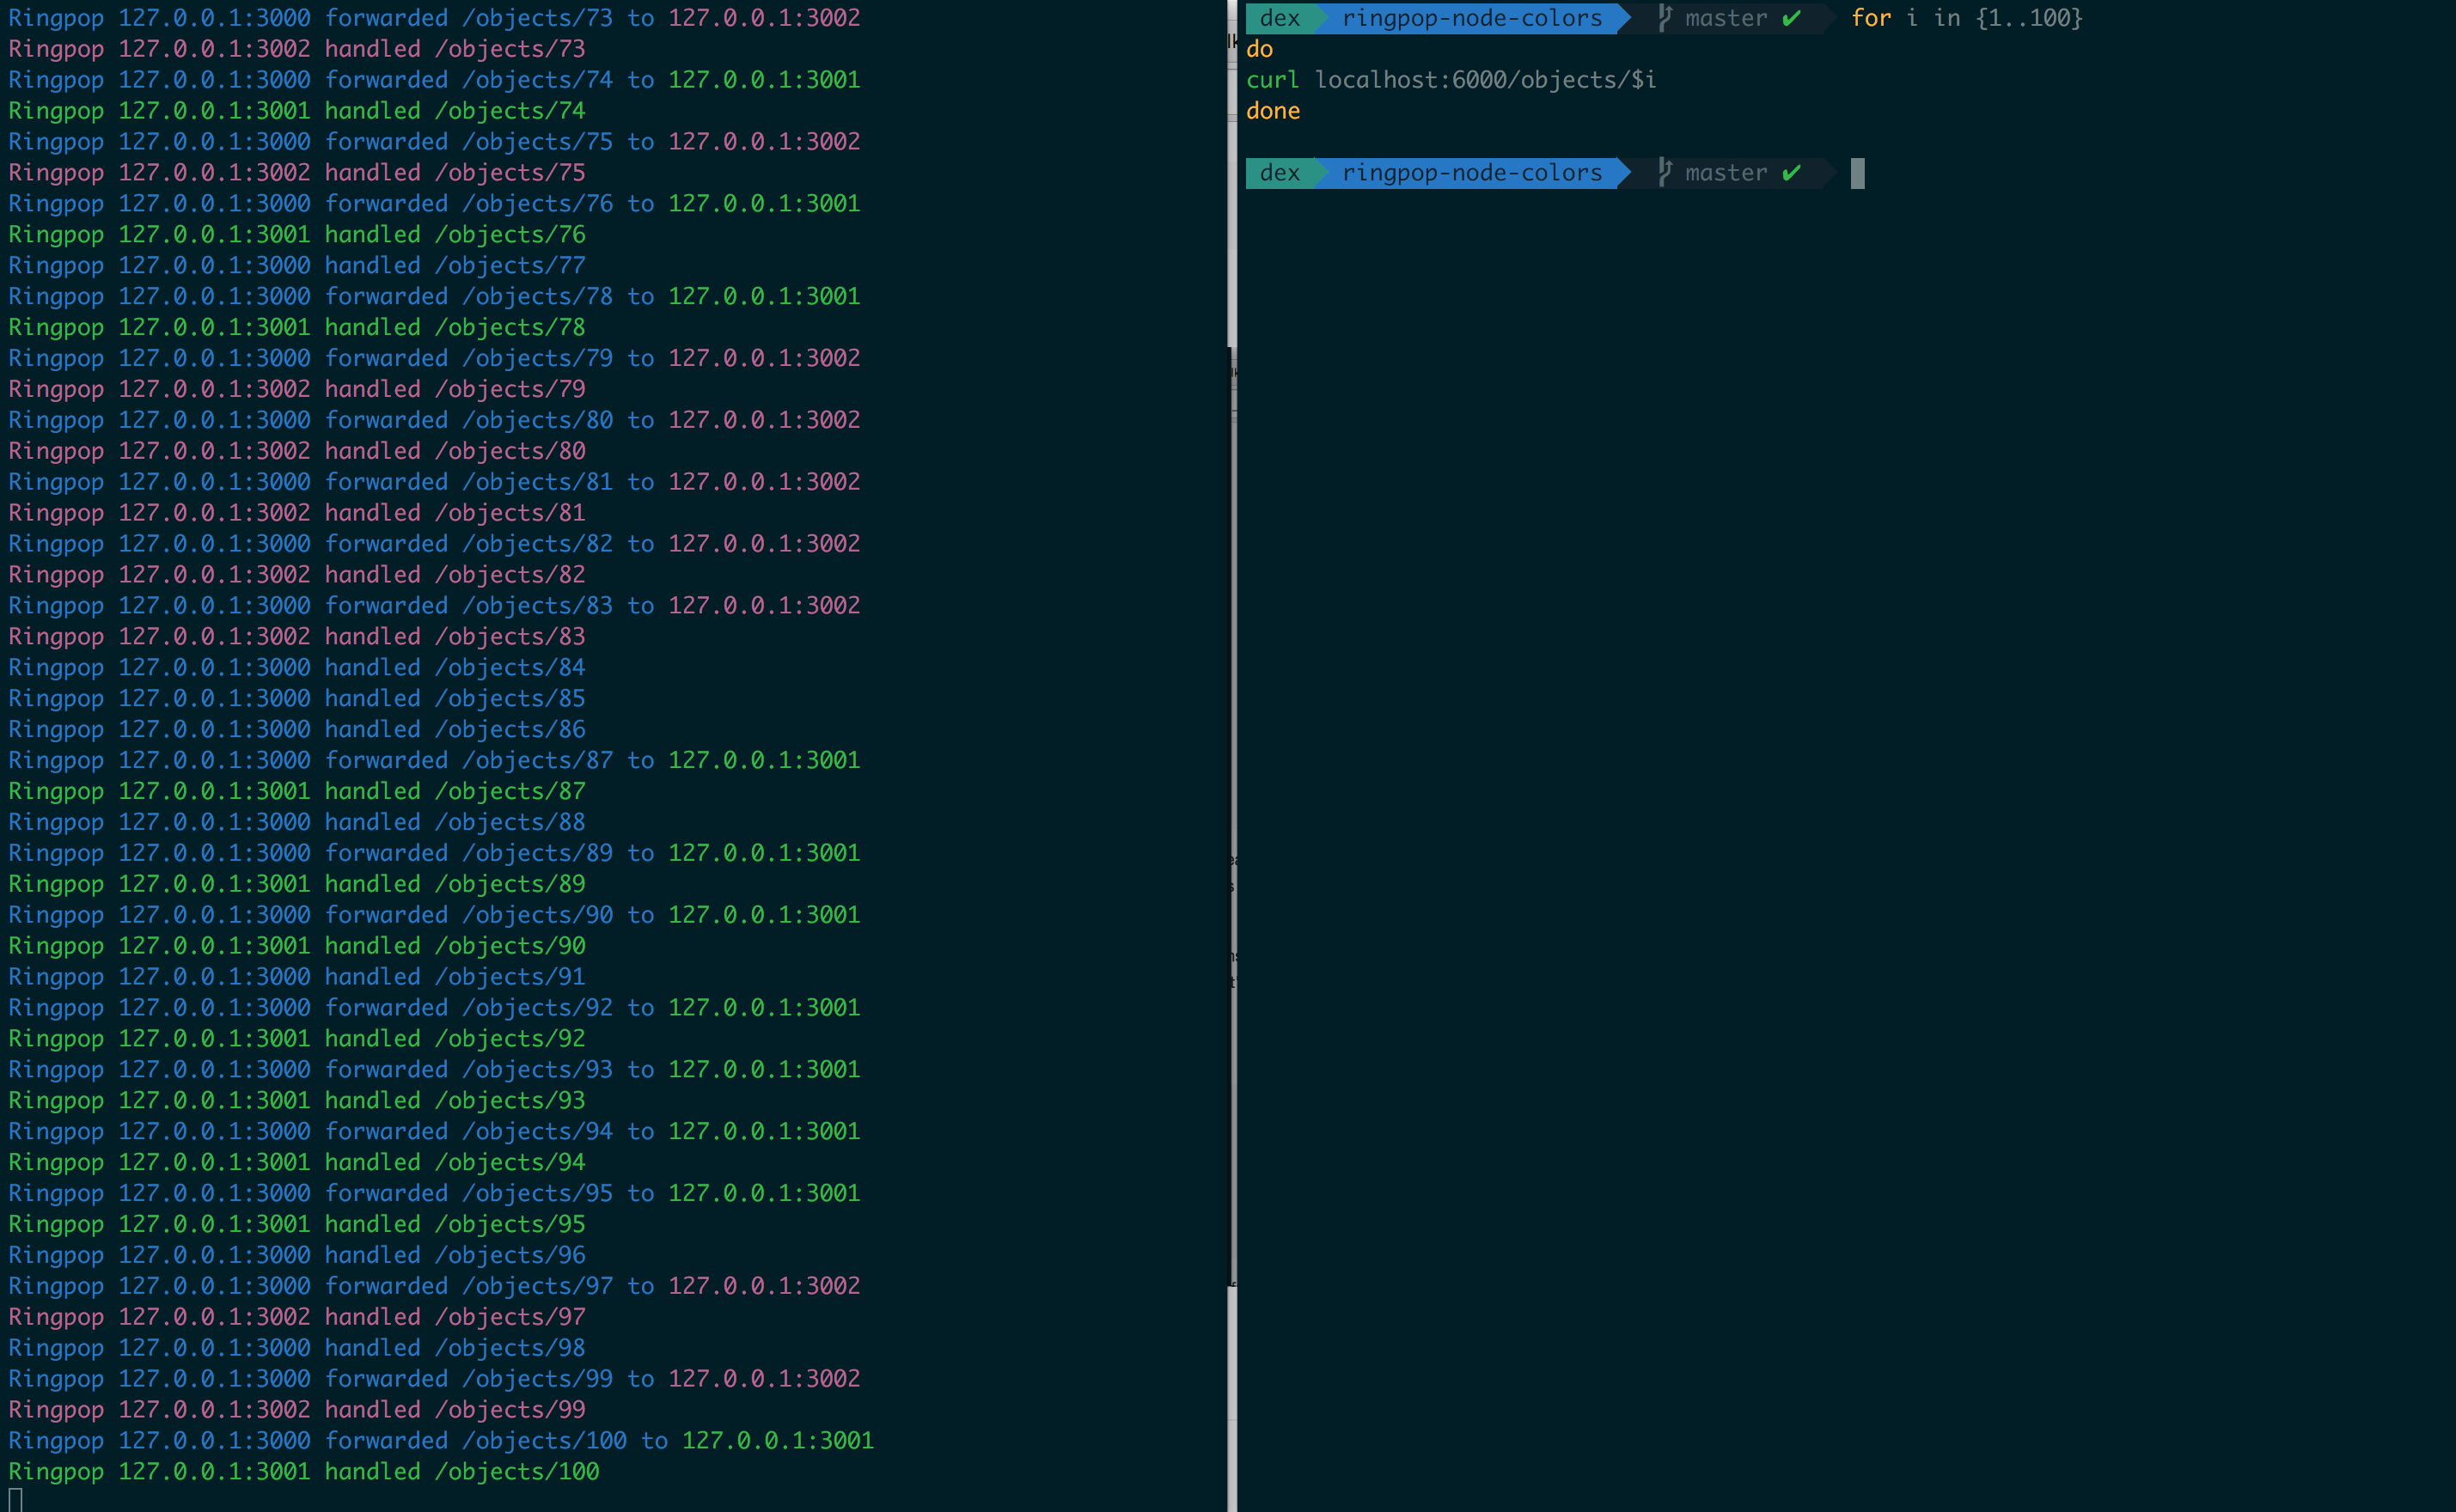 Ringpop 127.0.0.1:3000 forwarded /objects/73 to 127.0.0.1:3002
Ringpop 127.0.0.1:3002 handled /objects/73
Ringpop 127.0.0.1:3000 forwarded /objects/74 to 127.0.0.1:3001
Ringpop 127.0.0.1:3001 handled /objects/74
Ringpop 127.0.0.1:3000 forwarded /objects/75 to 127.0.0.1:3002
Ringpop 127.0.0.1:3002 handled /objects/75
Ringpop 127.0.0.1:3000 forwarded /objects/76 to 127.0.0.1:3001
Ringpop 127.0.0.1:3001 handled /objects/76
Ringpop 127.0.0.1:3000 handled /objects/77
Ringpop 127.0.0.1:3000 forwarded /objects/78 to 127.0.0.1:3001
Ringpop 127.0.0.1:3001 handled /objects/78
Ringpop 127.0.0.1:3000 forwarded /objects/79 to 127.0.0.1:3002
Ringpop 127.0.0.1:3002 handled /objects/79
Ringpop 127.0.0.1:3000 forwarded /objects/80 to 127.0.0.1:3002
Ringpop 127.0.0.1:3002 handled /objects/80
Ringpop 127.0.0.1:3000 forwarded /objects/81 to 127.0.0.1:3002
Ringpop 127.0.0.1:3002 handled /objects/81
Ringpop 127.0.0.1:3000 forwarded /objects/82 to 127.0.0.1:3002
Ringpop 127.0.0.1:3002 handled /objects/82
Ringpop 127.0.0.1:3000 forwarded /objects/83 to 127.0.0.1:3002
Ringpop 127.0.0.1:3002 handled /objects/83
Ringpop 127.0.0.1:3000 handled /objects/84
Ringpop 127.0.0.1:3000 handled /objects/85
Ringpop 127.0.0.1:3000 handled /objects/86
Ringpop 127.0.0.1:3000 forwarded /objects/87 to 127.0.0.1:3001
Ringpop 127.0.0.1:3001 handled /objects/87
Ringpop 127.0.0.1:3000 handled /objects/88
Ringpop 127.0.0.1:3000 forwarded /objects/89 to 127.0.0.1:3001
Ringpop 127.0.0.1:3001 handled /objects/89
Ringpop 127.0.0.1:3000 forwarded /objects/90 to 127.0.0.1:3001
Ringpop 127.0.0.1:3001 handled /objects/90
Ringpop 127.0.0.1:3000 handled /objects/91
Ringpop 127.0.0.1:3000 forwarded /objects/92 to 127.0.0.1:3001
Ringpop 127.0.0.1:3001 handled /objects/92
Ringpop 127.0.0.1:3000 forwarded /objects/93 to 127.0.0.1:3001
Ringpop 127.0.0.1:3001 handled /objects/93
Ringpop 127.0.0.1:3000 forwarded /objects/94 to 127.0.0.1:3001
Ringpop 127.0.0.1:3001 handled /objects/94
Ringpop 127.0.0.1:3000 forwarded /objects/95 to 127.0.0.1:3001
Ringpop 127.0.0.1:3001 handled /objects/95
Ringpop 127.0.0.1:3000 handled /objects/96
Ringpop 127.0.0.1:3000 forwarded /objects/97 to 127.0.0.1:3002
Ringpop 127.0.0.1:3002 handled /objects/97
Ringpop 127.0.0.1:3000 handled /objects/98
Ringpop 127.0.0.1:3000 forwarded /objects/99 to 127.0.0.1:3002
Ringpop 127.0.0.1:3002 handled /objects/99
Ringpop 127.0.0.1:3000 forwarded /objects/100 to 127.0.0.1:3001
Ringpop 127.0.0.1:3001 handled /objects/100
dex ringpop-node-colors master ✔ for i in {1..100}
do
curl localhost:6000/objects/$i
done
dex ringpop-node-colors master ✔